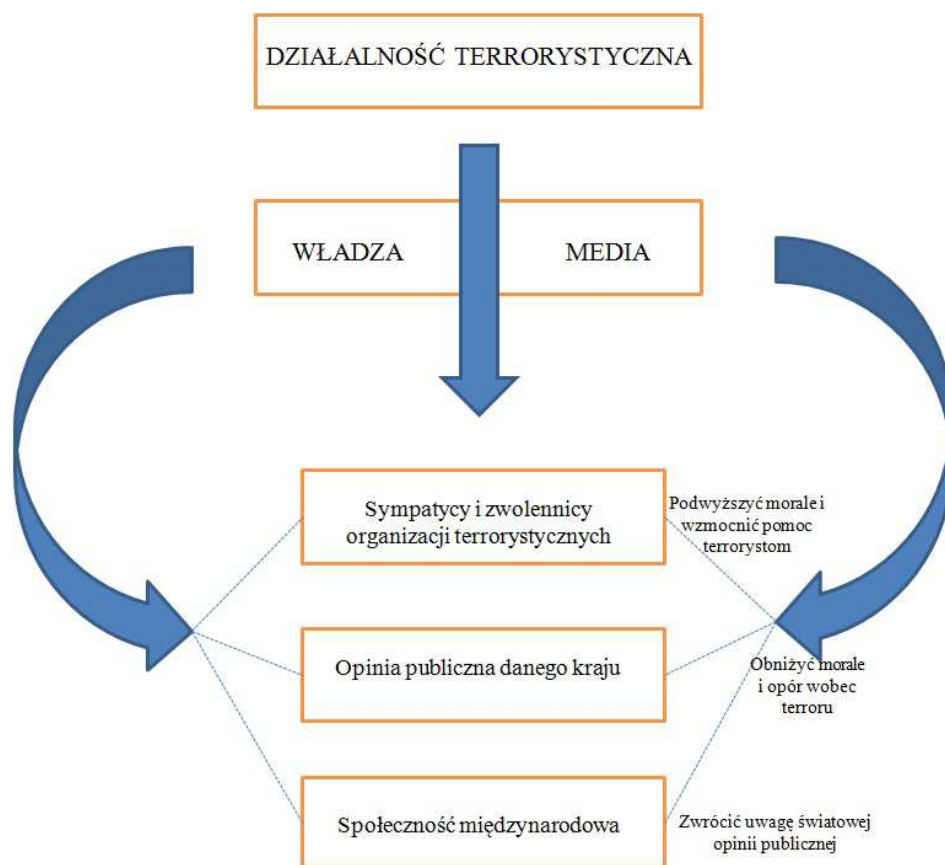 DZIAŁALNOŚĆ TERRORYSTYCZNA
WŁADZA
MEDIA
Sympatycy i zwolennicy
organizacji terrorystycznych
Podwyższyć morale i
wzmocnić pomoc
terrorystom
Opinia publiczna danego kraju
Obniżyć morale
i opór wobec
terroru
Społeczność międzynarodowa
Zwrócić uwagę światowej
opinii publicznej